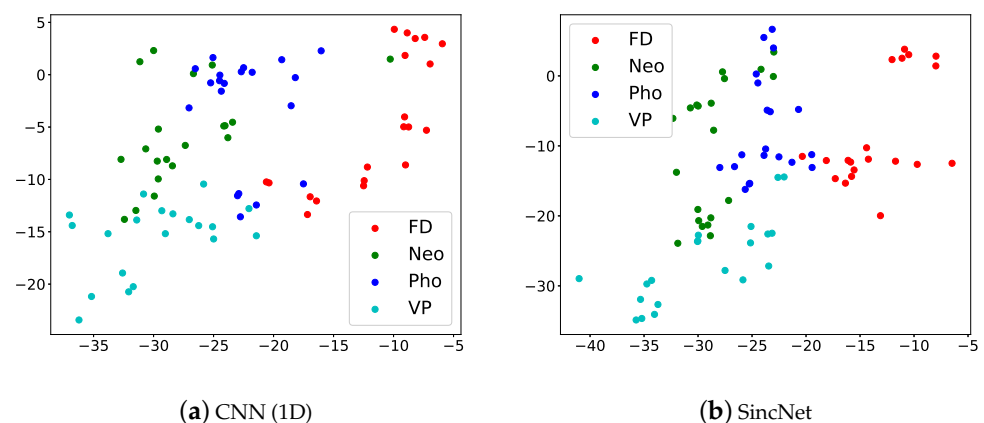 5
0
−5
−10
−15
−20
−35 −30 −25 −20 −15 −10 −5
FD
Neo
Pho
VP
(a) CNN (1D)
0
−10
−20
−30
−40 −35 −30 −25 −20 −15 −10 −5
FD
Neo
Pho
VP
(b) SincNet